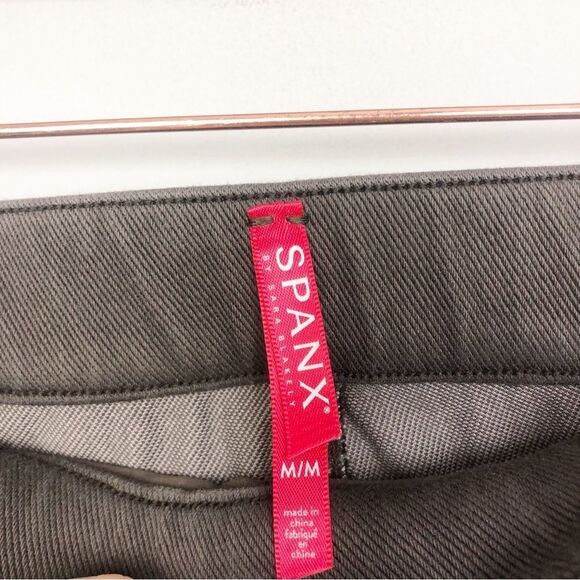 SPANX®
BY SARA BLAKELY
M/M
made in
china
fabriqué
en
chine